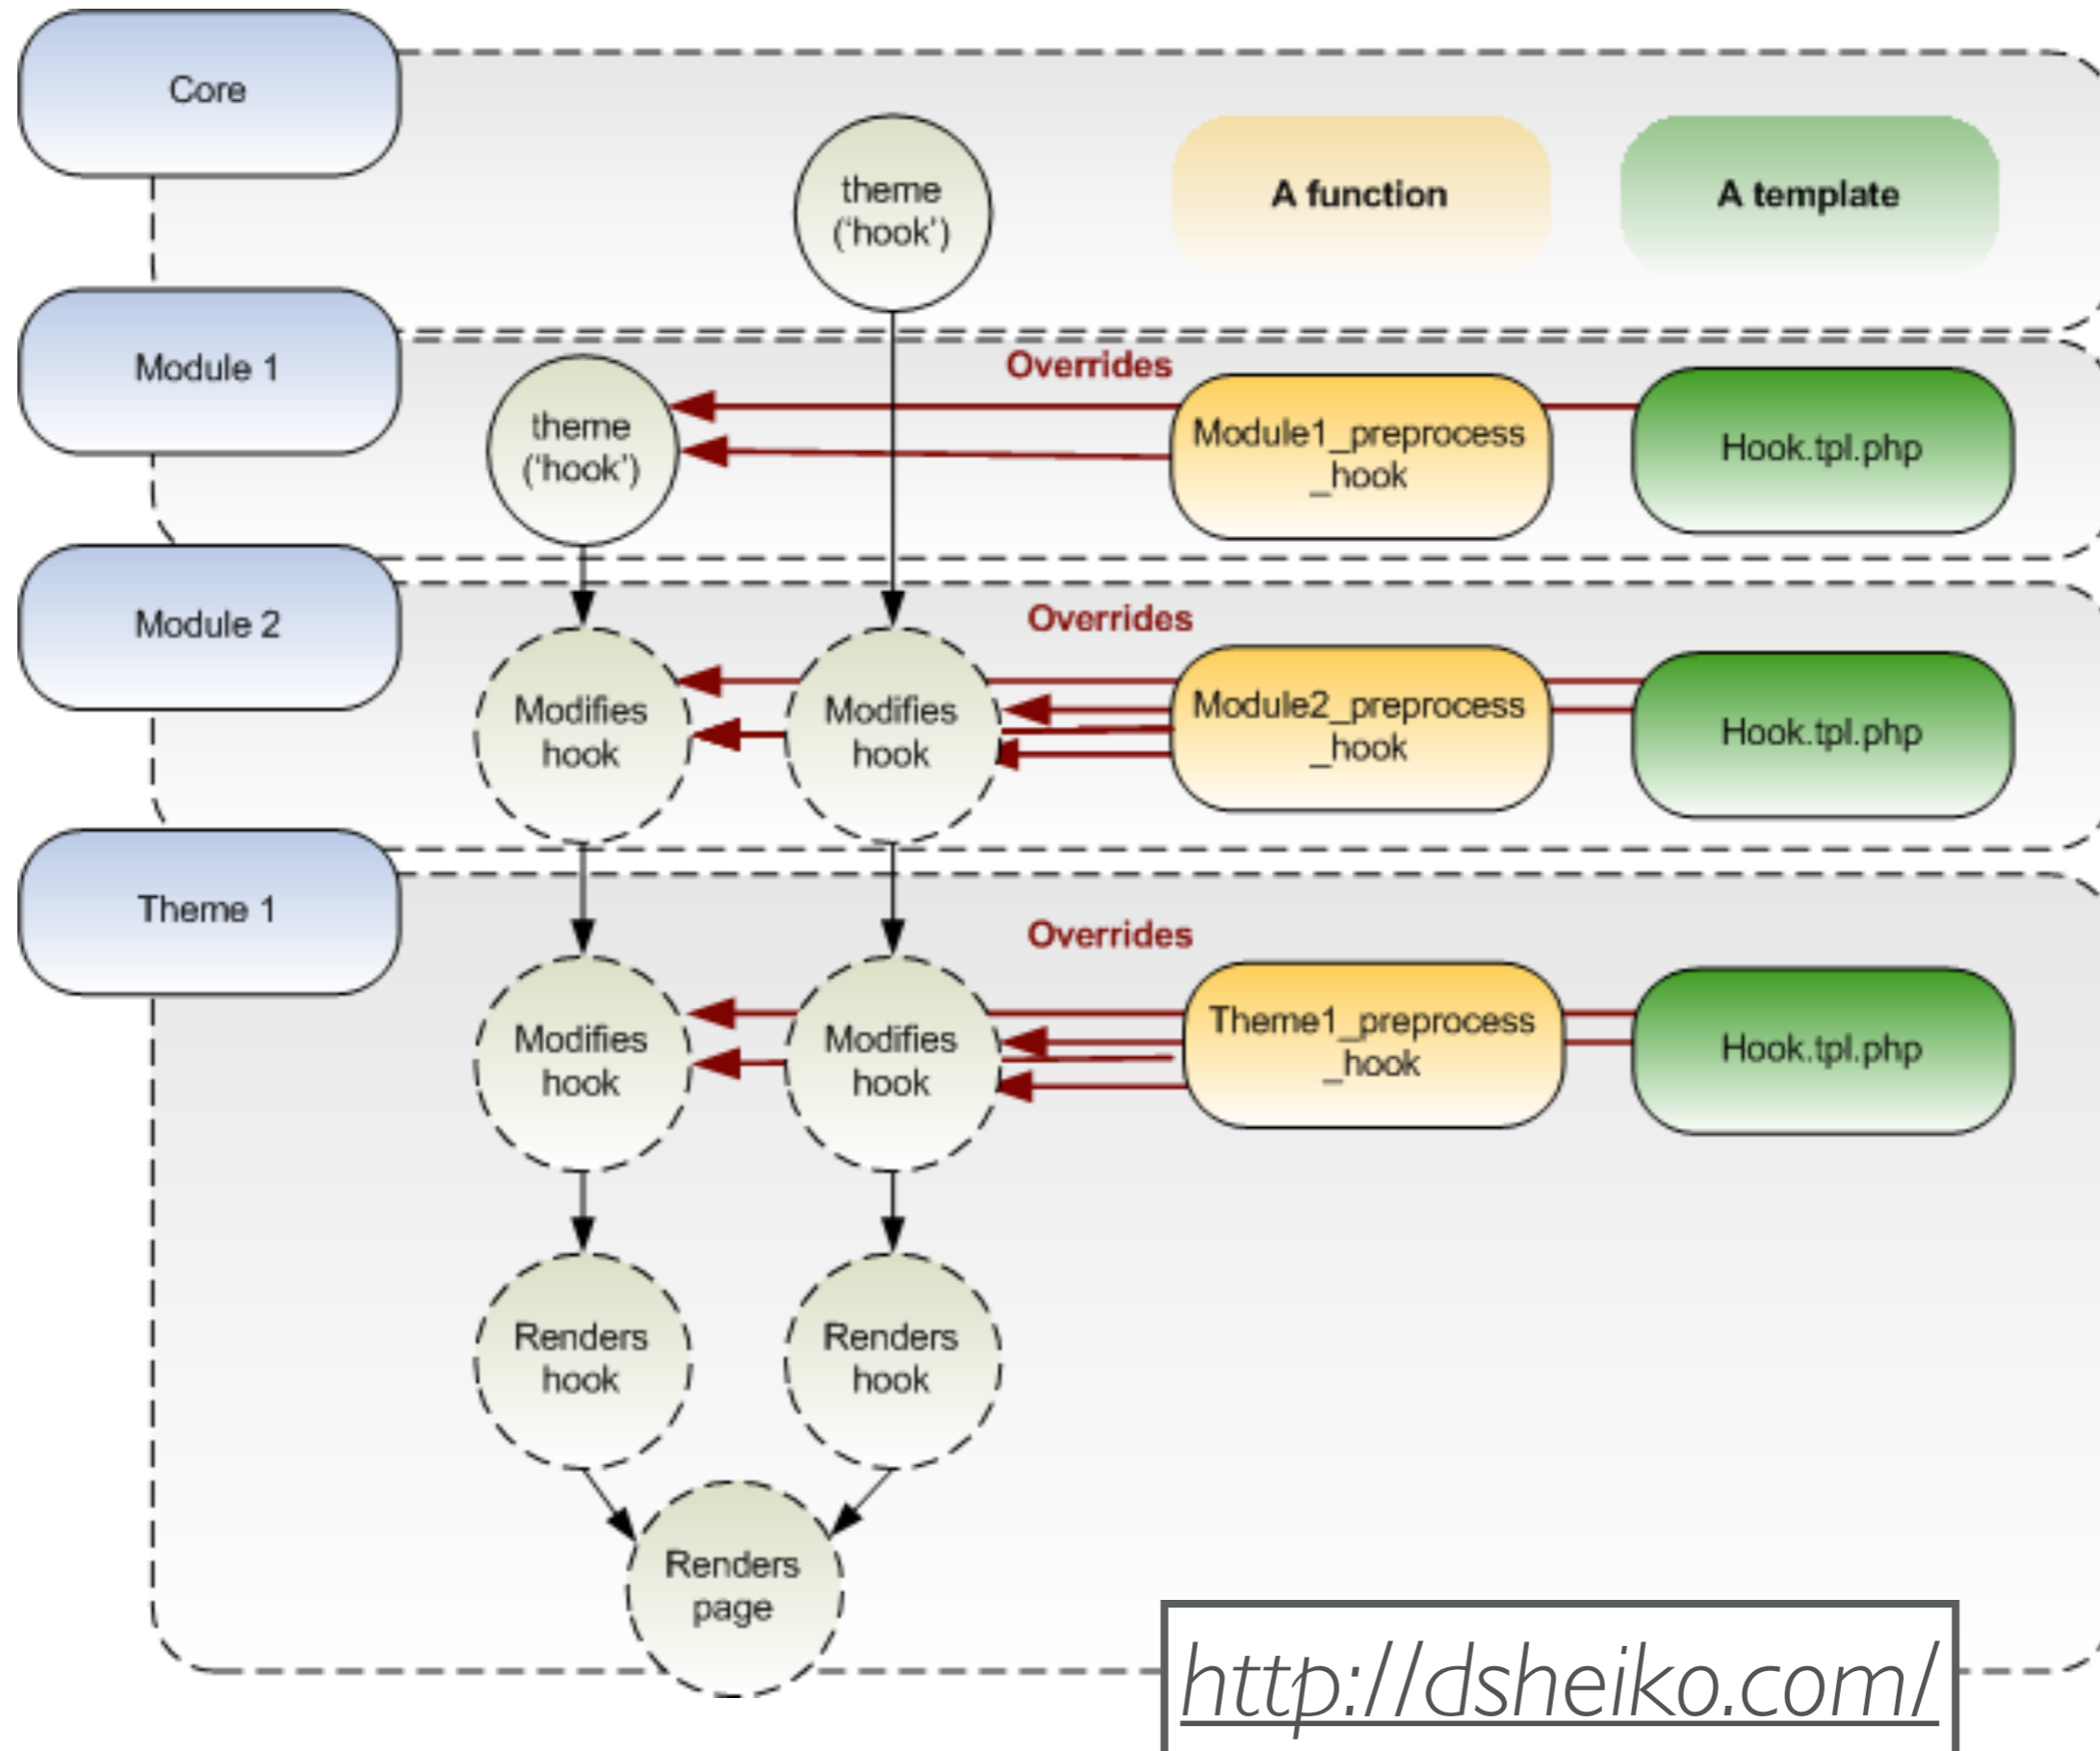 Core
theme
(‘hook’)
A function
A template
Module 1
Overrides
theme
(‘hook’)
Module1_preprocess
_hook
Hook.tpl.php
Module 2
Overrides
Modifies
hook
Modifies
hook
Module2_preprocess
_hook
Hook.tpl.php
Theme 1
Overrides
Modifies
hook
Modifies
hook
Theme1_preprocess
_hook
Hook.tpl.php
Renders
hook
Renders
hook
Renders
page
http://dsheiko.com/